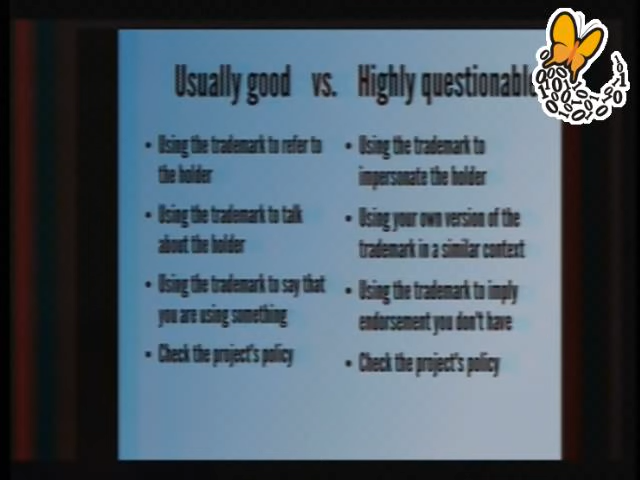 Usually good vs. Highly questionable
• Using the trademark to refer to
the holder
• Using the trademark to talk
about the holder
• Using the trademark to say that
you are using something
• Check the project's policy
• Using the trademark to
impersonate the holder
• Using your own version of the
trademark in a similar context
• Using the trademark to imply
endorsement you don't have
• Check the project's policy